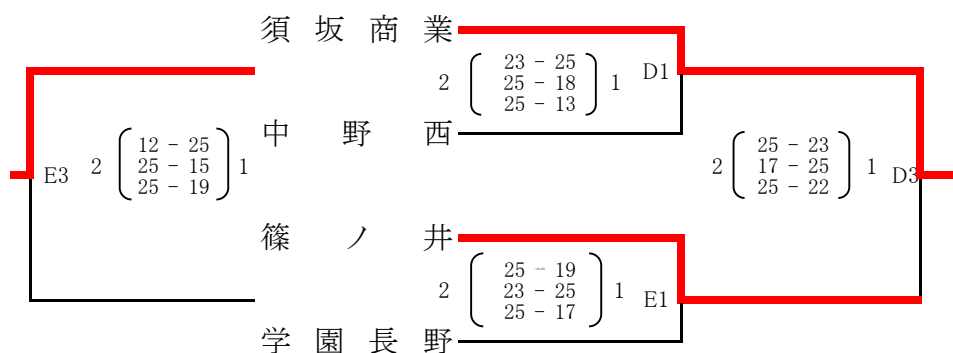 須坂商業
23 - 25
2 25 - 18 1 D1
25 - 13
中野西
12 - 25
E3 2 25 - 15 1
25 - 19
25 - 23
2 17 - 25 1 D3
25 - 22
篠ノ井
25 - 19
2 23 - 25 1 E1
25 - 17
学園長野